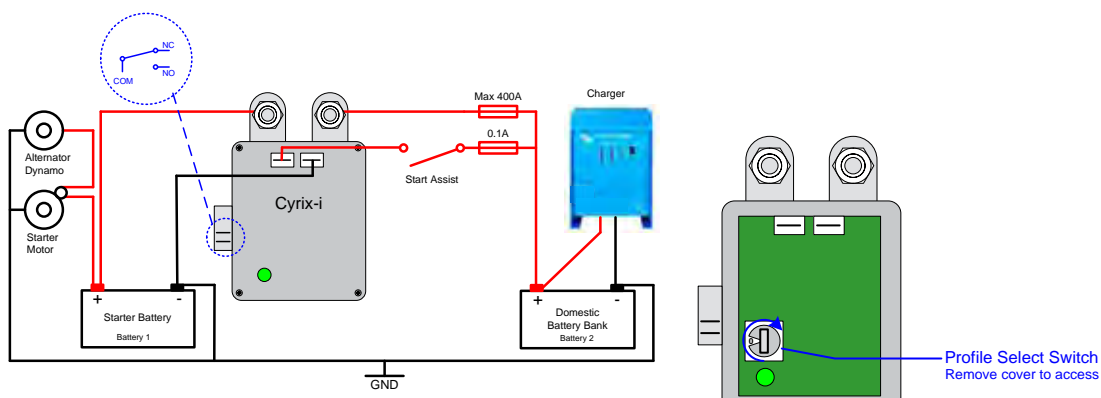 NC
COM
NO
Max 400A
Charger
0.1A
Alternator
Dynamo
Start Assist
Cyrix-i
Starter
Motor
+ -
Starter Battery
Battery 1
+ -
Domestic
Battery Bank
Battery 2
GND
0
Profile Select Switch
Remove cover to access